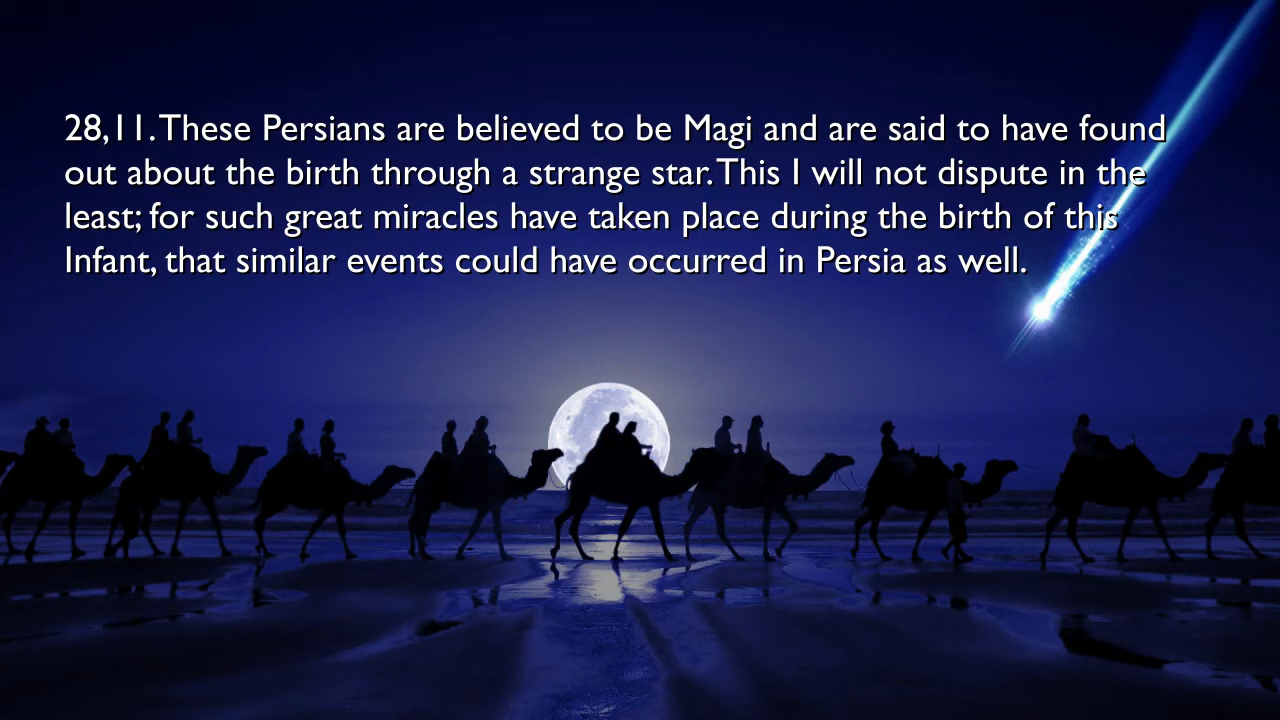 28,11. These Persians are believed to be Magi and are said to have found
out about the birth through a strange star. This I will not dispute in the
least; for such great miracles have taken place during the birth of this
Infant, that similar events could have occurred in Persia as well.